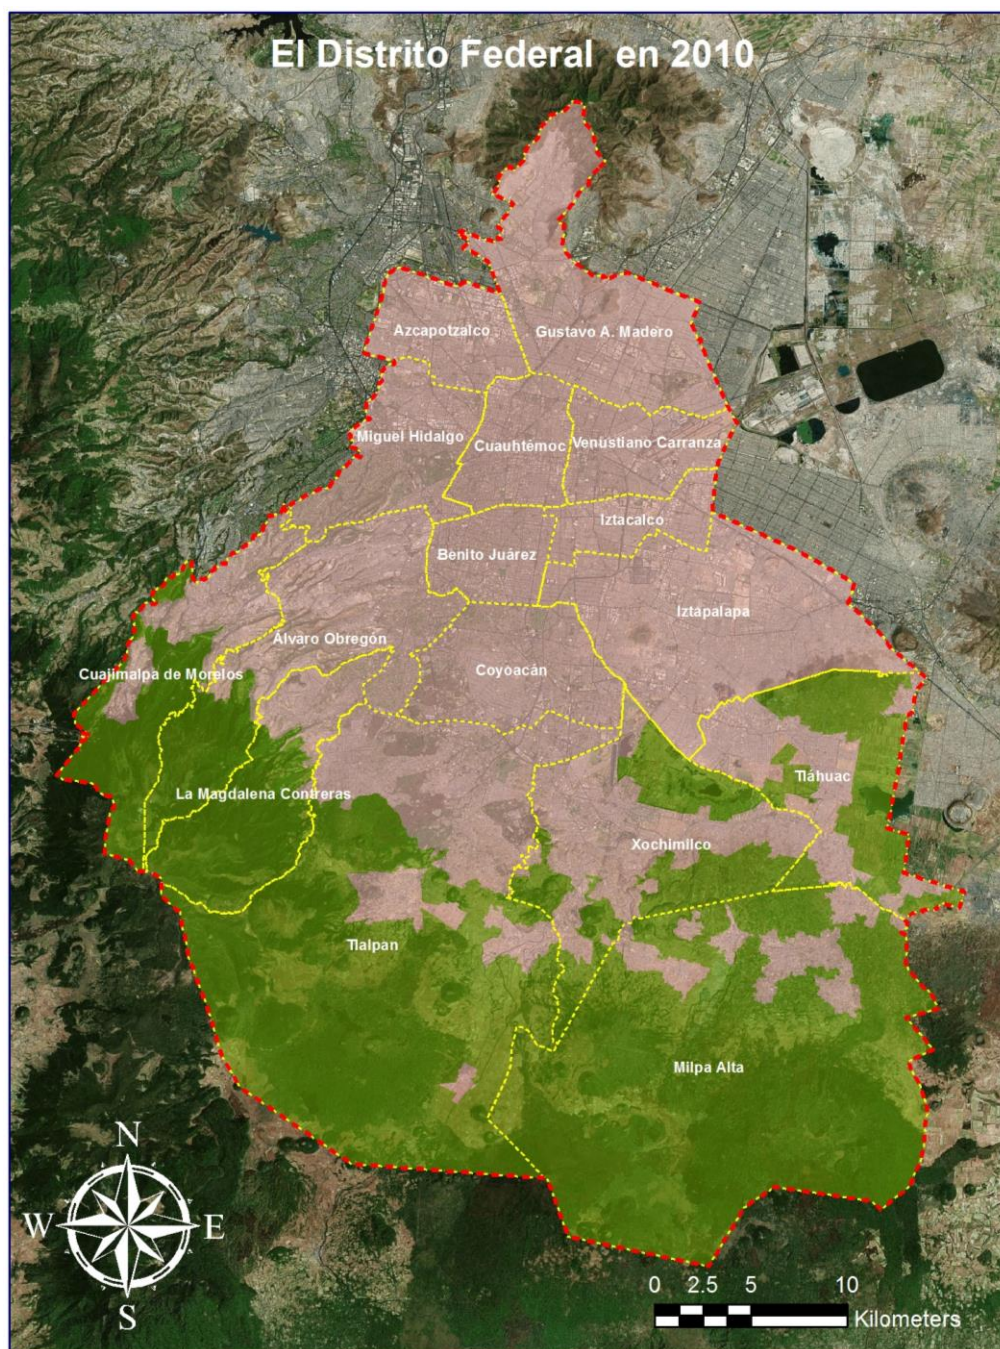 El Distrito Federal en 2010
Azcapotzalco
Gustavo A. Madero
Miguel Hidalgo
Cuauhtémoc
Venustiano Carranza
Iztacalco
Benito Juárez
Iztapalapa
Álvaro Obregón
Coyoacán
Cuajimalpa de Morelos
Tláhuac
La Magdalena Contreras
Xochimilco
Tlalpan
Milpa Alta
N
W E
S
0 2.5 5 10
Kilometers